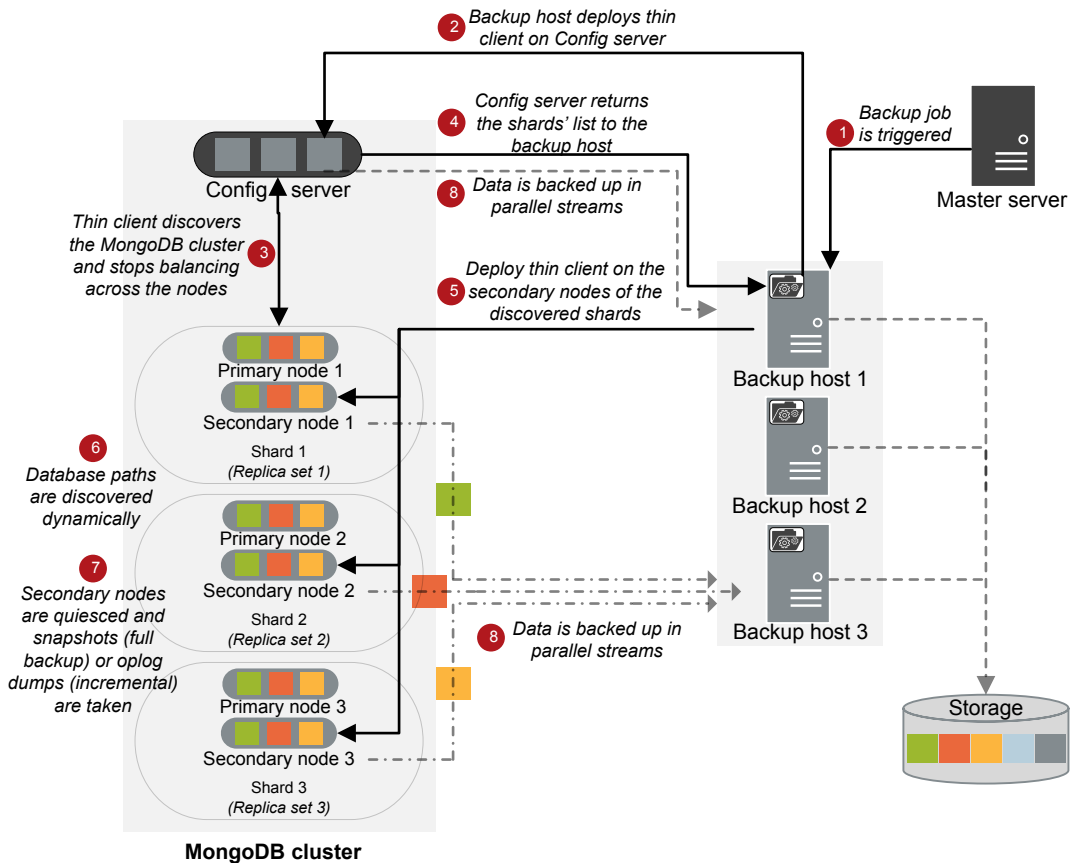 2
Backup host deploys thin
client on Config server
4
Config server returns
the shards' list to the
backup host
1
Backup job
is triggered
Master server
Config server
8
Data is backed up in
parallel streams
Thin client discovers
the MongoDB cluster
and stops balancing
across the nodes
3
5
Deploy thin client on the
secondary nodes of the
discovered shards
Primary node 1
Secondary node 1
Shard 1
(Replica set 1)
Backup host 1
6
Database paths
are discovered
dynamically
Primary node 2
Secondary node 2
Shard 2
(Replica set 2)
Backup host 2
7
Secondary nodes
are quiesced and
snapshots (full
backup) or oplog
dumps (incremental)
are taken
8
Data is backed up in
parallel streams
Backup host 3
Primary node 3
Secondary node 3
Shard 3
(Replica set 3)
Storage
MongoDB cluster